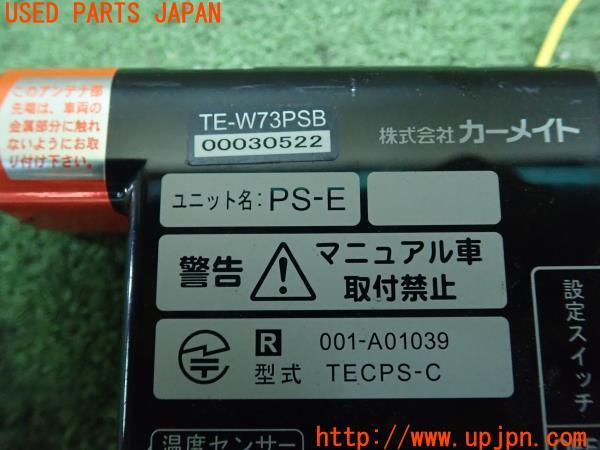 USED PARTS JAPAN
このアンテナ部
先端は、車両の
金属部分に触れ
ないようにお取
り付け下さい。
TE-W73PSB
00030522
株式会社 カーメイト
ユニット名: PS-E
警告
マニュアル車
取付禁止
R 001-A01039
型式 TECPS-C
設定スイッチ
温度センサー
http://www.upjpn.com